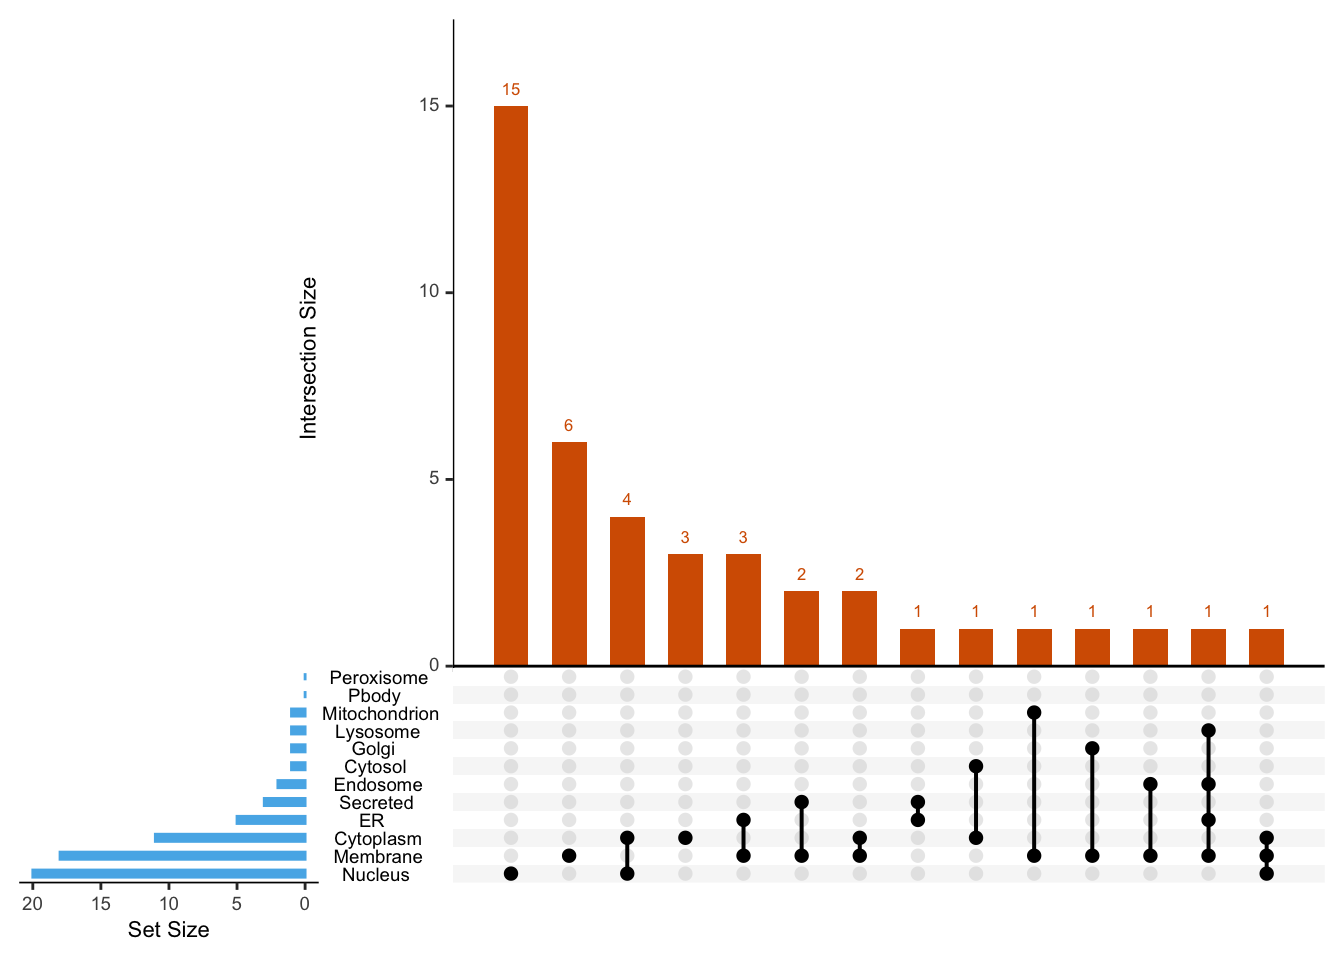 15
15
10
Intersection Size
6
5
4
3
3
2
2
1
1
1
1
1
1
1
0
Peroxisome
Pbody
Mitochondrion
Lysosome
Golgi
Cytosol
Endosome
Secreted
ER
Cytoplasm
Membrane
Nucleus
20 15 10 5 0
Set Size